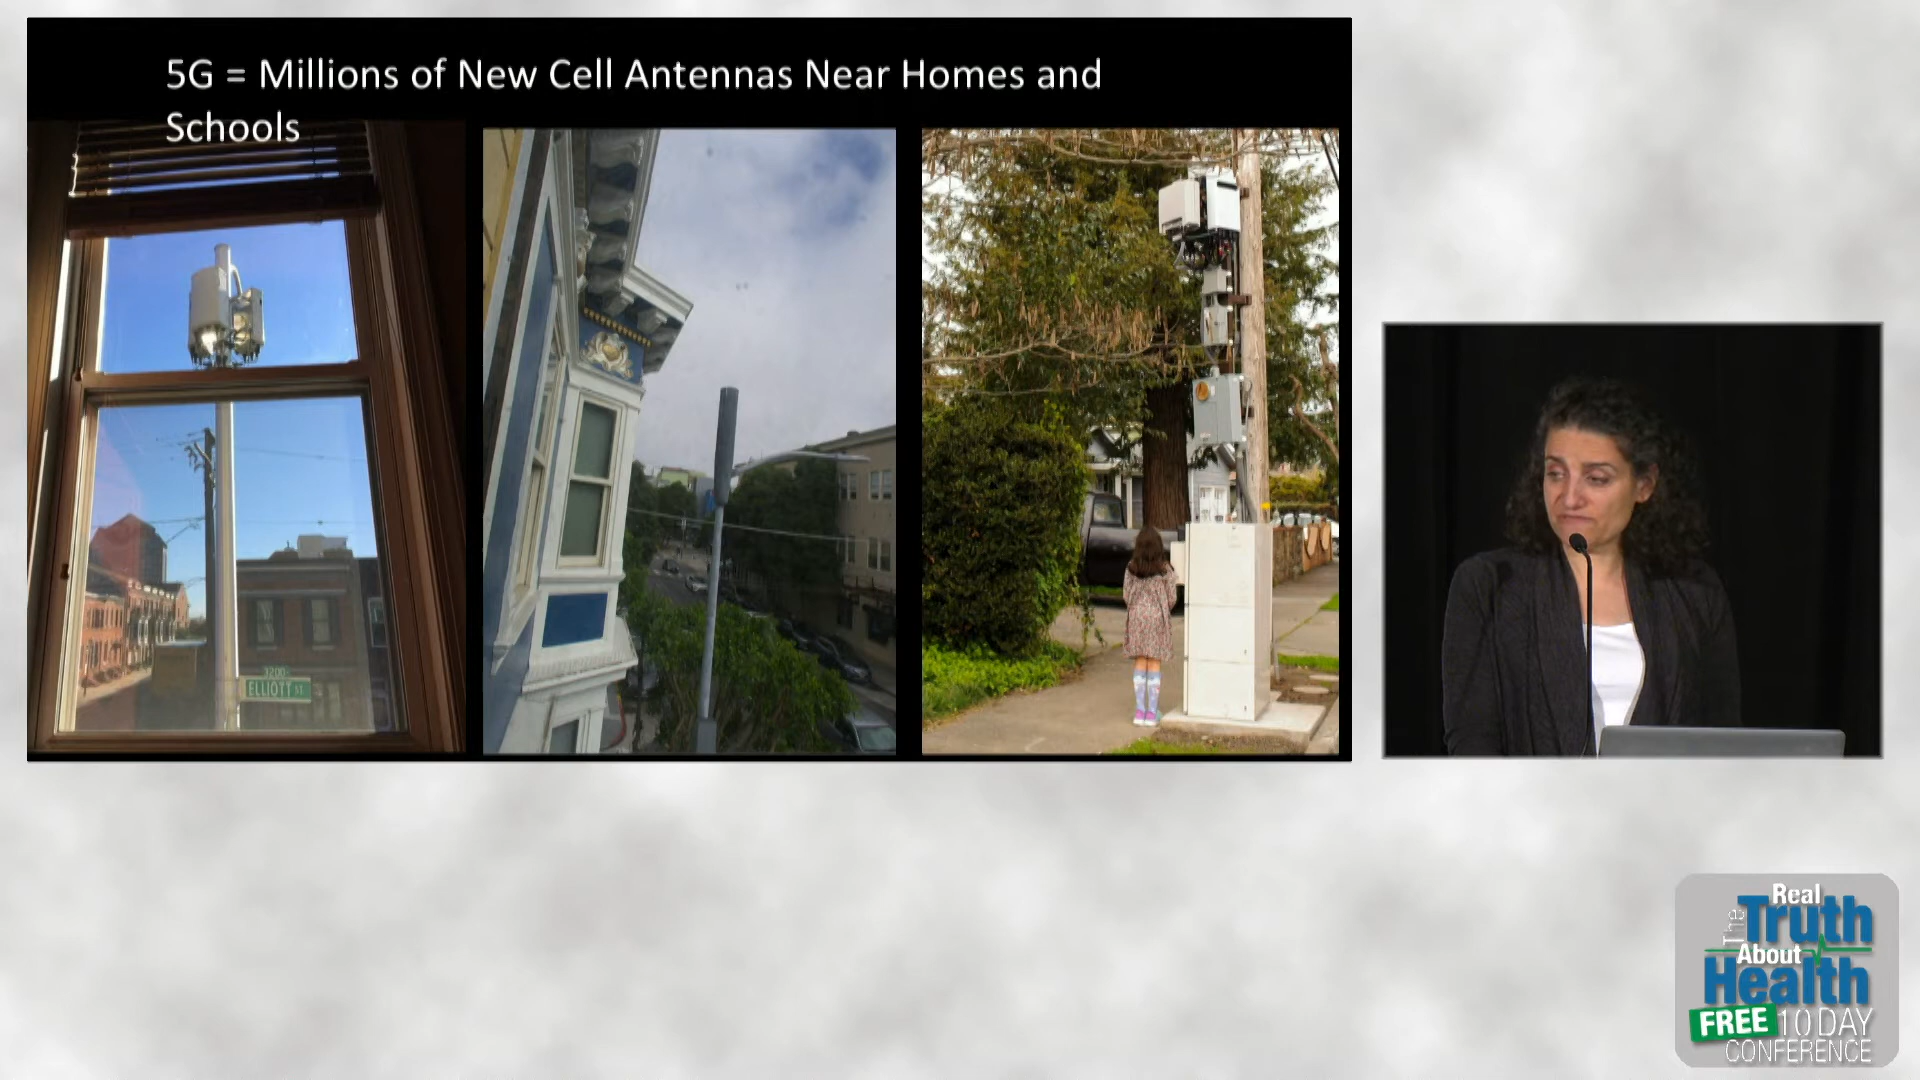 5G = Millions of New Cell Antennas Near Homes and
Schools
3200
ELLIOTT ST
The
Real
Truth
About
Health
FREE 10 DAY
CONFERENCE